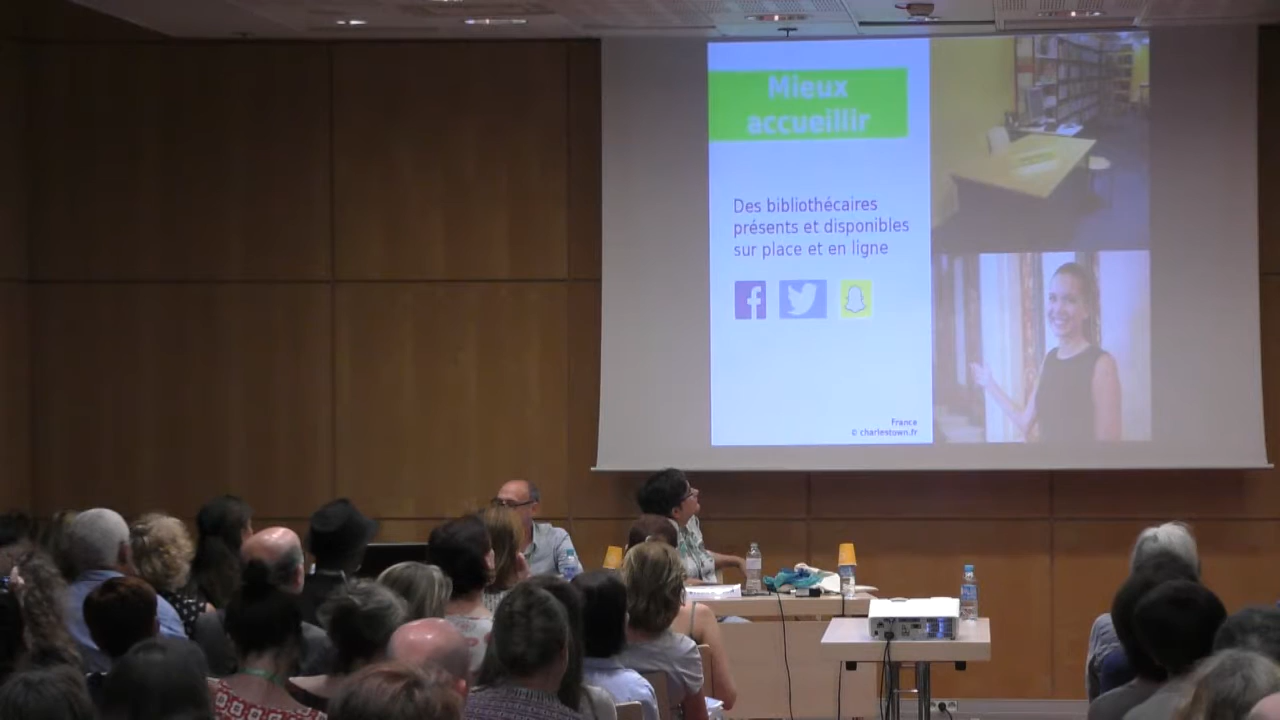 Mieux
accueillir
Des bibliothécaires
présents et disponibles
sur place et en ligne
France
© charlestown.fr